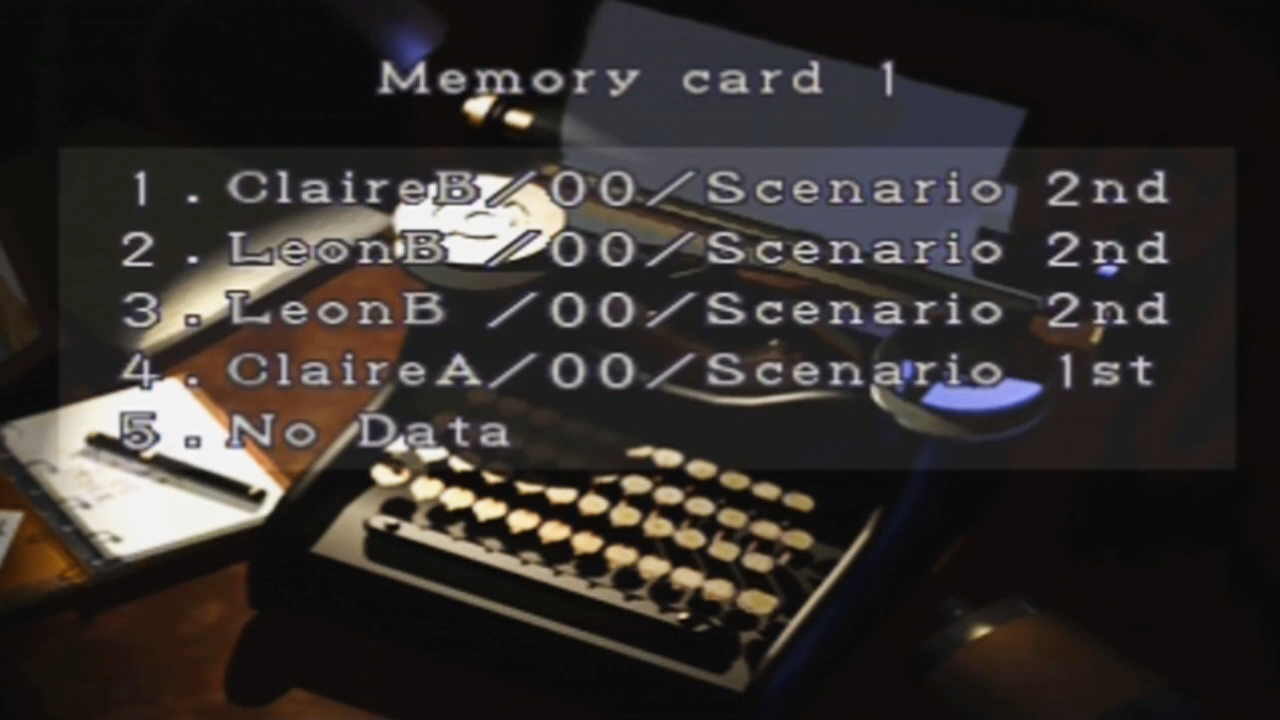 Memory card 1
1. ClaireB/00/Scenario 2nd
2. LeonB /00/Scenario 2nd
3. LeonB /00/Scenario 2nd
4. ClaireA/00/Scenario 1st
5. No Data